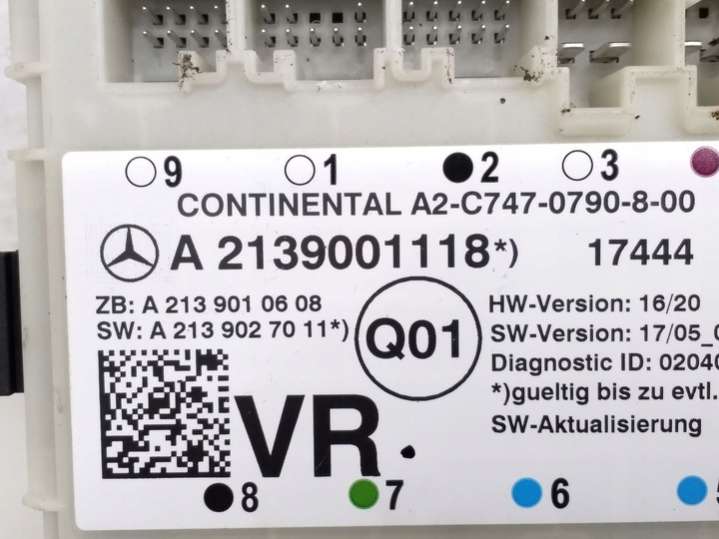 9 1 2 3
CONTINENTAL A2-C747-0790-8-00
A 2139001118*) 17444
ZB: A 213 901 06 08
SW: A 213 902 70 11*)
Q01
HW-Version: 16/20
SW-Version: 17/05_0
Diagnostic ID: 02040
*)gueltig bis zu evtl.
SW-Aktualisierung
VR.
8 7 6